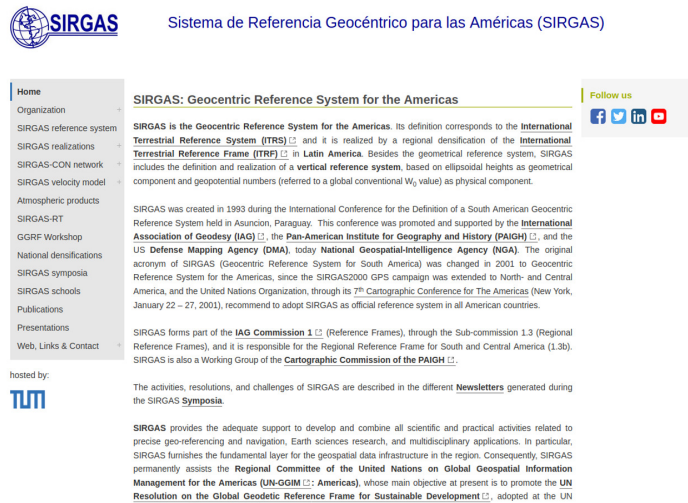 SIRGAS
Sistema de Referencia Geocéntrico para las Américas (SIRGAS)
Home
Organization
SIRGAS reference system
SIRGAS realizations
SIRGAS-CON network
SIRGAS velocity model
Atmospheric products
SIRGAS-RT
GGRF Workshop
National densifications
SIRGAS symposia
SIRGAS schools
Publications
Presentations
Web, Links & Contact
hosted by:
TUM
SIRGAS: Geocentric Reference System for the Americas
SIRGAS is the Geocentric Reference System for the Americas. Its definition corresponds to the International
Terrestrial Reference System (ITRS) and it is realized by a regional densification of the International
Terrestrial Reference Frame (ITRF) in Latin America. Besides the geometrical reference system, SIRGAS
includes the definition and realization of a vertical reference system, based on ellipsoidal heights as geometrical
component and geopotential numbers (referred to a global conventional W0 value) as physical component.
SIRGAS was created in 1993 during the International Conference for the Definition of a South American Geocentric
Reference System held in Asuncion, Paraguay. This conference was promoted and supported by the International
Association of Geodesy (IAG), the Pan-American Institute for Geography and History (PAIGH), and the
US Defense Mapping Agency (DMA), today National Geospatial-Intelligence Agency (NGA). The original
acronym of SIRGAS (Geocentric Reference System for South America) was changed in 2001 to Geocentric
Reference System for the Americas, since the SIRGAS2000 GPS campaign was extended to North- and Central
America, and the United Nations Organization, through its 7th Cartographic Conference for The Americas (New York,
January 22 – 27, 2001), recommend to adopt SIRGAS as official reference system in all American countries.
SIRGAS forms part of the IAG Commission 1 (Reference Frames), through the Sub-commission 1.3 (Regional
Reference Frames), and it is responsible for the Regional Reference Frame for South and Central America (1.3b).
SIRGAS is also a Working Group of the Cartographic Commission of the PAIGH.
The activities, resolutions, and challenges of SIRGAS are described in the different Newsletters generated during
the SIRGAS Symposia.
SIRGAS provides the adequate support to develop and combine all scientific and practical activities related to
precise geo-referencing and navigation, Earth sciences research, and multidisciplinary applications. In particular,
SIRGAS furnishes the fundamental layer for the geospatial data infrastructure in the region. Consequently, SIRGAS
permanently assists the Regional Committee of the United Nations on Global Geospatial Information
Management for the Americas (UN-GGIM: Americas), whose main objective at present is to promote the UN
Resolution on the Global Geodetic Reference Frame for Sustainable Development, adopted at the UN
Follow us